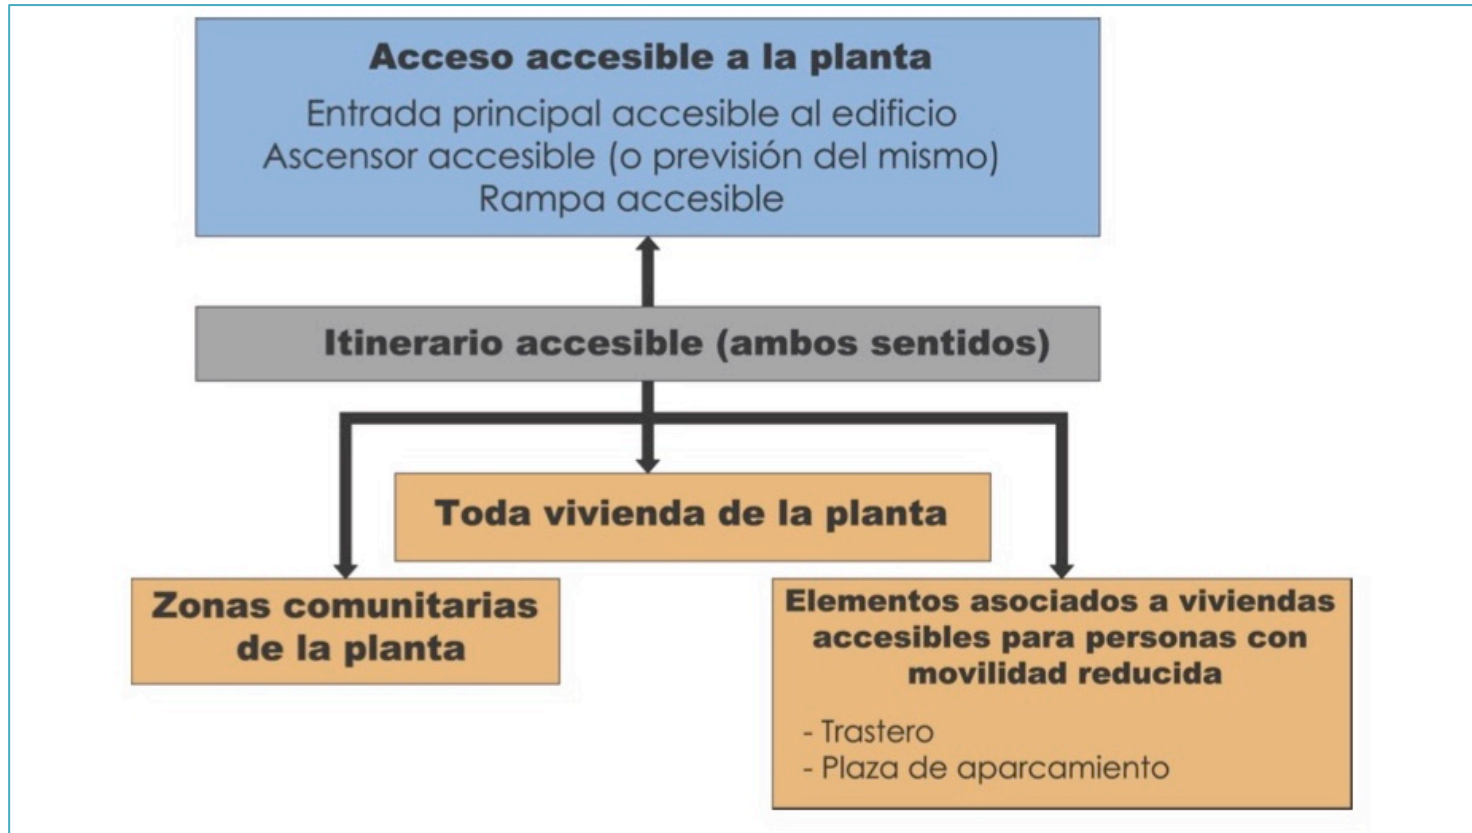 Acceso accesible a la planta
Entrada principal accesible al edificio
Ascensor accesible (o previsión del mismo)
Rampa accesible
Itinerario accesible (ambos sentidos)
Toda vivienda de la planta
Zonas comunitarias
de la planta
Elementos asociados a viviendas
accesibles para personas con
movilidad reducida
- Trastero
- Plaza de aparcamiento